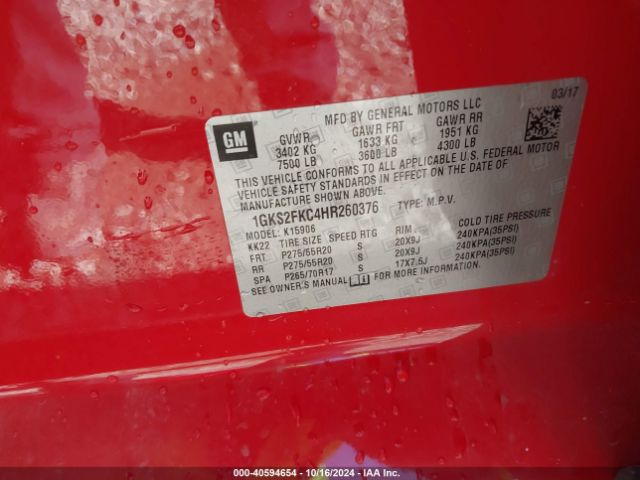 03/17
MFD BY GENERAL MOTORS LLC
GM
GVWR GAWR FRT GAWR RR
3402 KG 1633 KG 1951 KG
7500 LB 3600 LB 4300 LB
THIS VEHICLE CONFORMS TO ALL APPLICABLE U.S. FEDERAL MOTOR
VEHICLE SAFETY STANDARDS IN EFFECT ON THE DATE OF
MANUFACTURE SHOWN ABOVE.
1GKS2FKC4HR260376 TYPE: M.P.V.
MODEL: K15906
KK22 TIRE SIZE SPEED RTG RIM COLD TIRE PRESSURE
FRT P275/55R20 S 20X9J 240KPA(35PSI)
RR P275/55R20 S 20X9J 240KPA(35PSI)
SPA P265/70R17 S 17X7.5J 240KPA(35PSI)
SEE OWNER'S MANUAL FOR MORE INFORMATION.
000-40594654 - 10/16/2024 - IAA Inc.